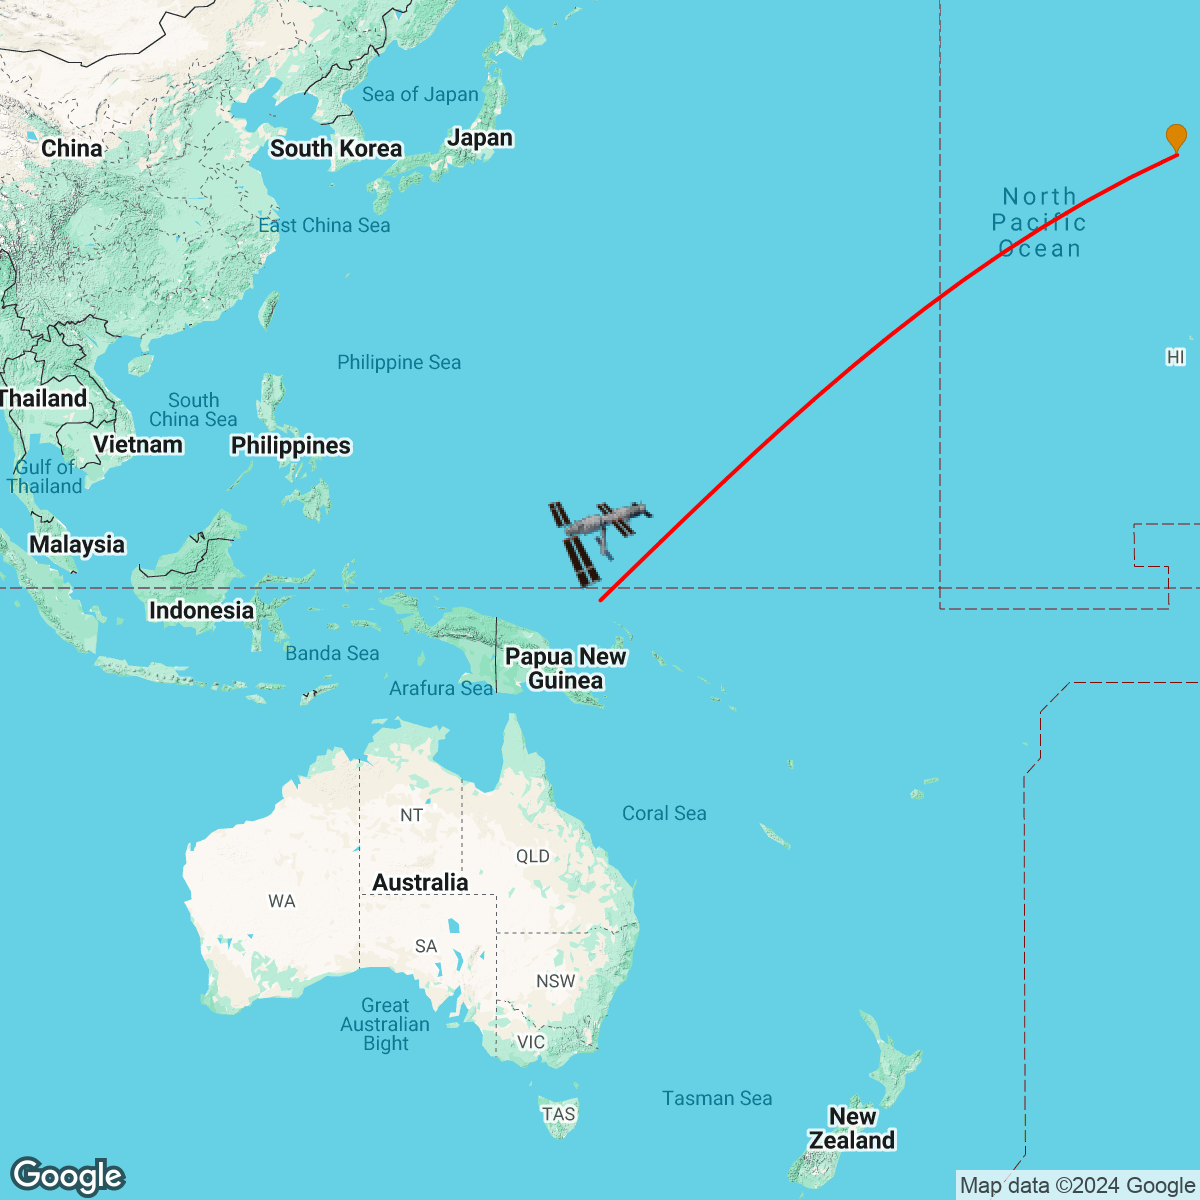 Sea of Japan
Japan
China
South Korea
North
Pacific
Ocean
East China Sea
HI
Philippine Sea
Thailand
South
China Sea
Vietnam
Philippines
Gulf of
Thailand
Malaysia
Indonesia
Banda Sea
Papua New
Guinea
Arafura Sea
Coral Sea
NT
QLD
Australia
WA
SA
NSW
Great
Australian
Bight
VIC
Tasman Sea
TAS
New
Zealand
Google
Map data ©2024 Google